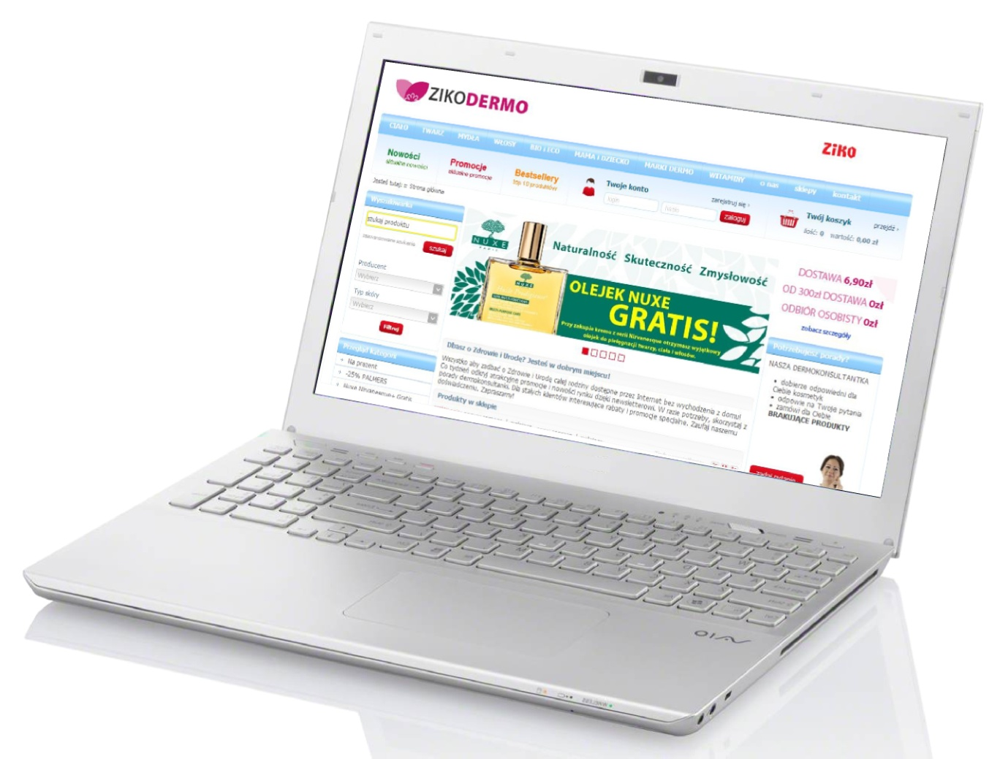 ZIKODERMO
ZIKO
CIAŁO TWARZ MYDŁA WŁOSY BIO i ECO MAMA I DZIECKO MARKI DERMO WITAMINY o nas sklepy kontakt
Nowości
aktualne nowości
Promocje
aktualne promocje
Bestsellery
top 10 produktów
Twoje konto
zarejestruj się ›
login
hasło
zaloguj
Twój koszyk
przejdź ›
ilość: 0 wartość: 0,00 zł
Jesteś tutaj: Strona główna
Wyszukiwarka
szukaj produktu
zaawansowane szukanie
szukaj
Producent
Wybierz
Typ skóry
Wybierz
Filtruj
Przegląd Kategorii
Na prezent
-25% PALMERS
Nuxe Nirvanesque+ Gratis
NUXE
PARIS
NUXE
Naturalność Skuteczność Zmysłowość
OLEJEK NUXE
GRATIS!
Przy zakupie kremu z serii Nirvanesque otrzymasz wyjątkowy
olejek do pielęgnacji twarzy, ciała i włosów.
DOSTAWA 6,90zł
OD 300zł DOSTAWA 0zł
ODBIÓR OSOBISTY 0zł
zobacz szczegóły
Dbasz o Zdrowie i Urodę? Jesteś w dobrym miejscu!
Wszystko aby zadbać o Zdrowie i Urodę całej rodziny dostępne przez Internet bez wychodzenia z domu!
Co tydzień odkryj atrakcyjne promocje i nowości rynku dzięki newsletterowi. W razie potrzeby, skorzystaj z
porady dermokonsultantki. Dla stałych klientów interesujące rabaty i promocje specjalne. Zaufaj naszemu
doświadczeniu. Zapraszamy!
Produkty w sklepie
Potrzebujesz porady?
NASZA DERMOKONSULTANTKA
• dobierze odpowiedni dla
Ciebie kosmetyk
• odpowie na Twoje pytania
• zamówi dla Ciebie
BRAKUJĄCE PRODUKTY
zadaj pytanie
VAIO